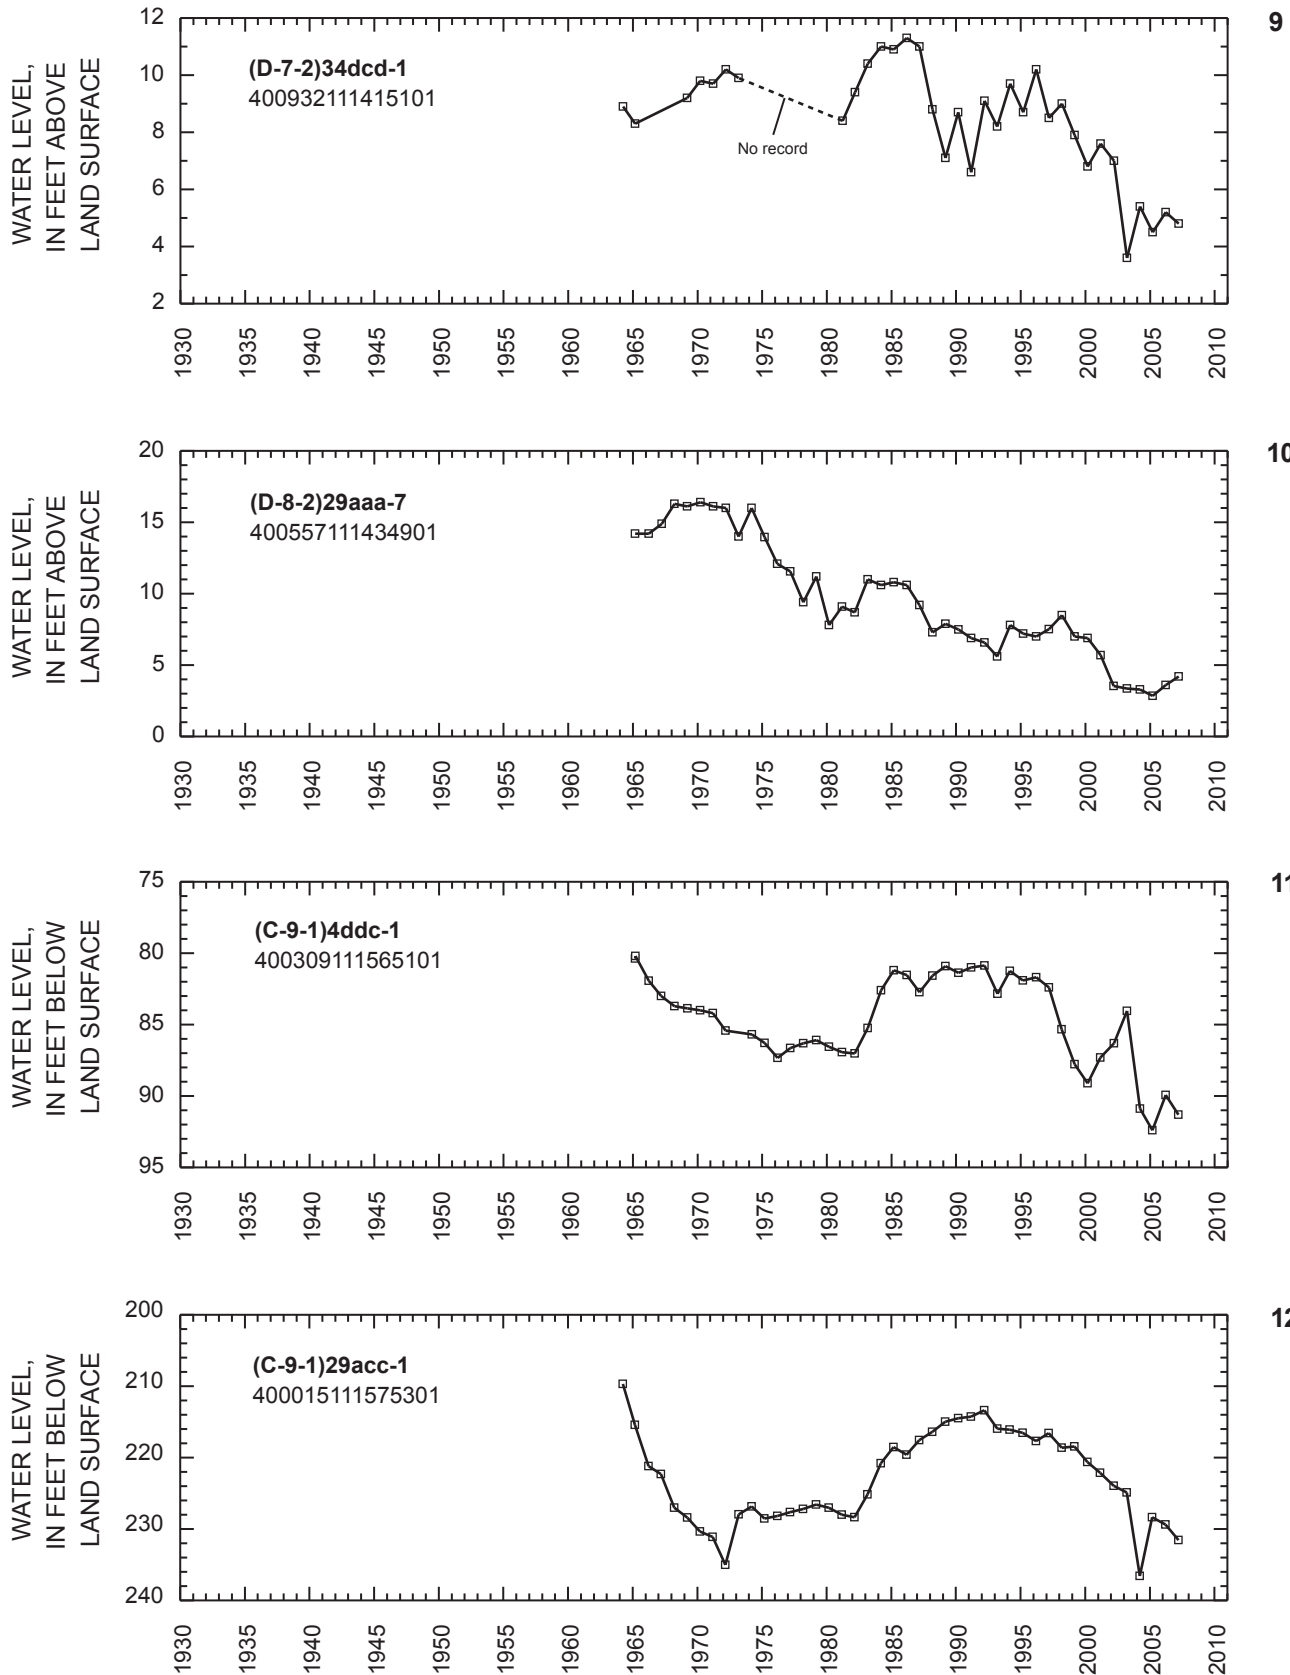 9
WATER LEVEL,
IN FEET ABOVE
LAND SURFACE
12
10
8
6
4
2
(D-7-2)34dcd-1
400932111415101
No record
1930 1935 1940 1945 1950 1955 1960 1965 1970 1975 1980 1985 1990 1995 2000 2005 2010
10
WATER LEVEL,
IN FEET ABOVE
LAND SURFACE
20
15
10
5
0
(D-8-2)29aaa-7
400557111434901
1930 1935 1940 1945 1950 1955 1960 1965 1970 1975 1980 1985 1990 1995 2000 2005 2010
11
WATER LEVEL,
IN FEET BELOW
LAND SURFACE
75
80
85
90
95
(C-9-1)4ddc-1
400309111565101
1930 1935 1940 1945 1950 1955 1960 1965 1970 1975 1980 1985 1990 1995 2000 2005 2010
12
WATER LEVEL,
IN FEET BELOW
LAND SURFACE
200
210
220
230
240
(C-9-1)29acc-1
400015111575301
1930 1935 1940 1945 1950 1955 1960 1965 1970 1975 1980 1985 1990 1995 2000 2005 2010